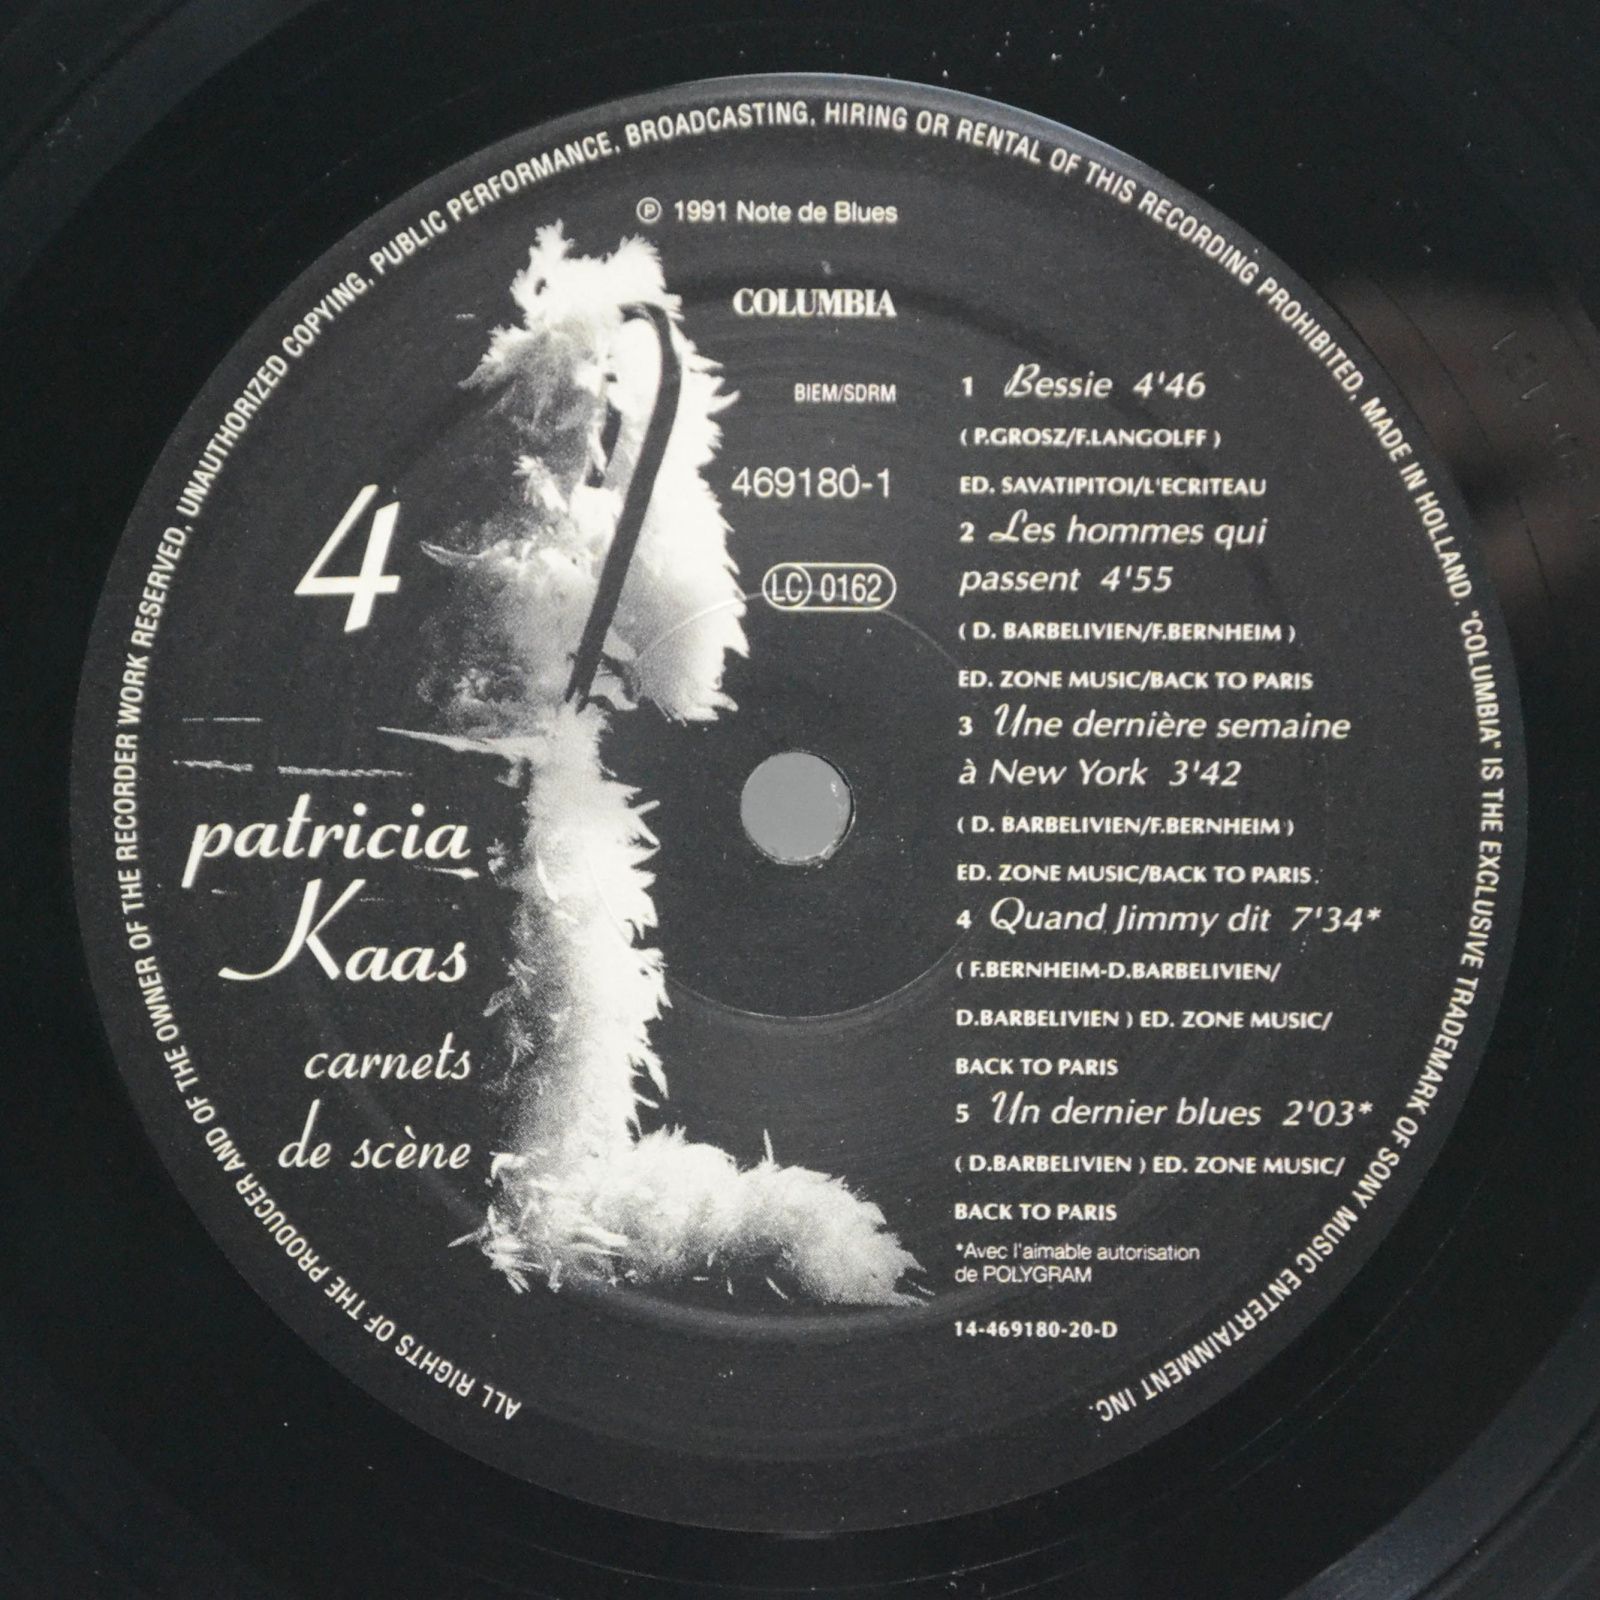 ALL RIGHTS OF THE PRODUCER AND OF THE OWNER OF THE RECORDER WORK RESERVED, UNAUTHORIZED COPYING, PUBLIC PERFORMANCE, BROADCASTING, HIRING OR RENTAL OF THIS RECORDING PROHIBITED, MADE IN HOLLAND. "COLUMBIA" IS THE EXCLUSIVE TRADEMARK OF SONY MUSIC ENTERTAINMENT INC.
℗ 1991 Note de Blues
COLUMBIA
BIEM/SDRM
469180-1
LC 0162
4
patricia
Kaas
carnets
de scène
1 Bessie 4'46
( P.GROSZ/F.LANGOLFF )
ED. SAVATIPITOI/L'ECRITEAU
2 Les hommes qui
passent 4'55
( D. BARBELIVIEN/F.BERNHEIM )
ED. ZONE MUSIC/BACK TO PARIS
3 Une dernière semaine
à New York 3'42
( D. BARBELIVIEN/F.BERNHEIM )
ED. ZONE MUSIC/BACK TO PARIS.
4 Quand Jimmy dit 7'34*
( F.BERNHEIM-D.BARBELIVIEN/
D.BARBELIVIEN ) ED. ZONE MUSIC/
BACK TO PARIS
5 Un dernier blues 2'03*
( D.BARBELIVIEN ) ED. ZONE MUSIC/
BACK TO PARIS
*Avec l'aimable autorisation
de POLYGRAM
14-469180-20-D